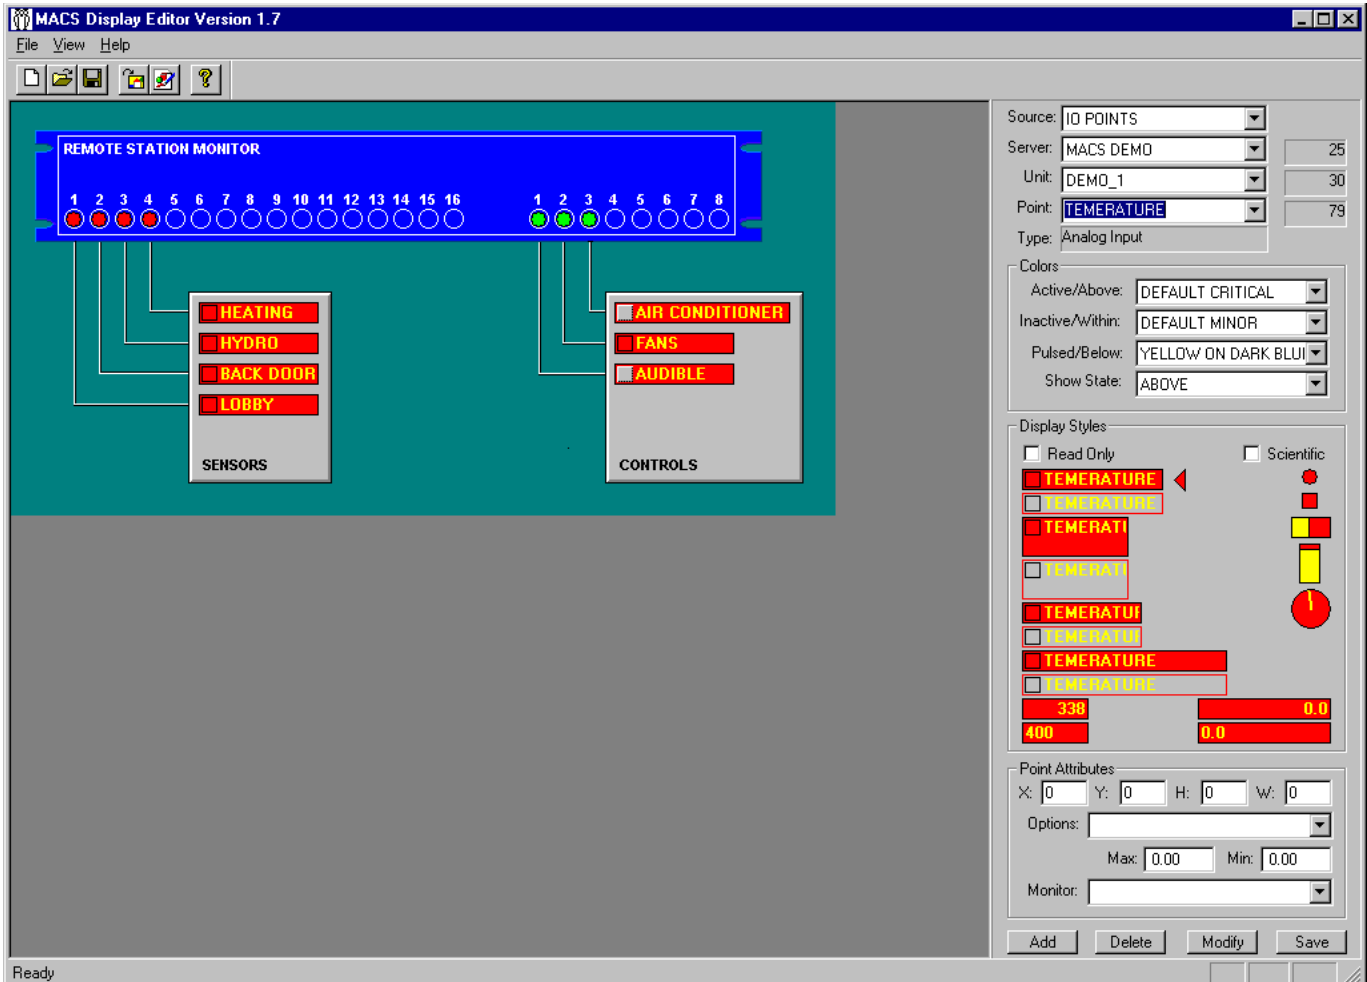 MACS Display Editor Version 1.7
File View Help
REMOTE STATION MONITOR
1 2 3 4 5 6 7 8 9 10 11 12 13 14 15 16 1 2 3 4 5 6 7 8
HEATING
HYDRO
BACK DOOR
LOBBY
SENSORS
AIR CONDITIONER
FANS
AUDIBLE
CONTROLS
Source: IO POINTS
Server: MACS DEMO 25
Unit: DEMO_1 30
Point: TEMERATURE 79
Type: Analog Input
Colors
Active/Above: DEFAULT CRITICAL
Inactive/Within: DEFAULT MINOR
Pulsed/Below: YELLOW ON DARK BLUI
Show State: ABOVE
Display Styles
Read Only Scientific
TEMERATURE
TEMERATURE
TEMERATI
TEMERATI
TEMERATUF
TEMERATUF
TEMERATURE
TEMERATURE
338 0.0
400 0.0
Point Attributes
X: 0 Y: 0 H: 0 W: 0
Options:
Max: 0.00 Min: 0.00
Monitor:
Add Delete Modify Save
Ready